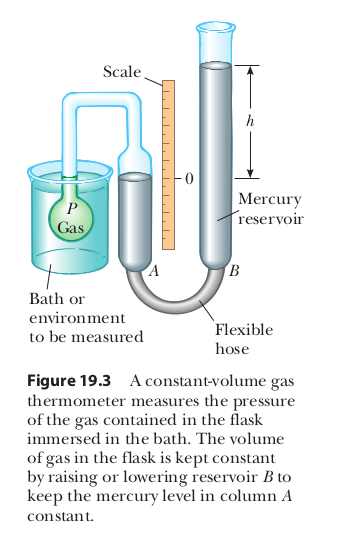 Scale
h
0
P
Gas
Mercury
reservoir
A
B
Bath or
environment
to be measured
Flexible
hose
Figure 19.3 A constant-volume gas
thermometer measures the pressure
of the gas contained in the flask
immersed in the bath. The volume
of gas in the flask is kept constant
by raising or lowering reservoir B to
keep the mercury level in column A
constant.